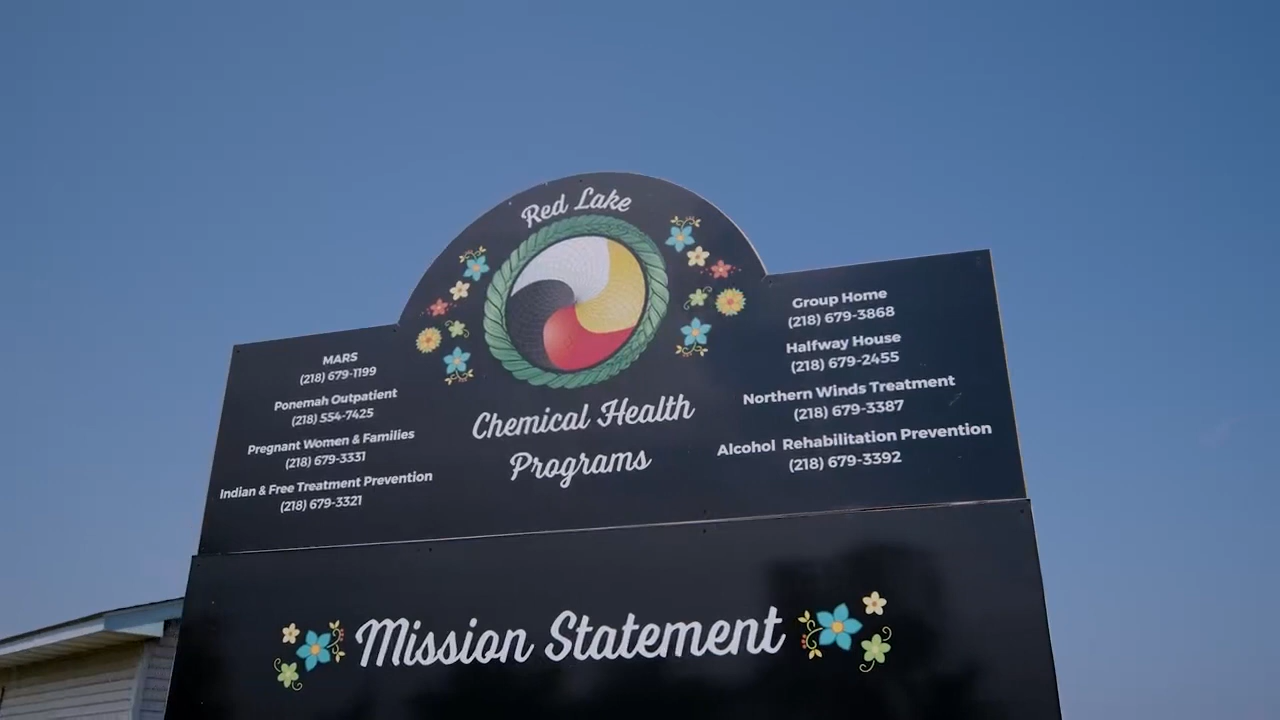 Red Lake
Chemical Health
Programs
MARS
(218) 679-1199
Ponemah Outpatient
(218) 554-7425
Pregnant Women & Families
(218) 679-3331
Indian & Free Treatment Prevention
(218) 679-3321
Group Home
(218) 679-3868
Halfway House
(218) 679-2455
Northern Winds Treatment
(218) 679-3387
Alcohol Rehabilitation Prevention
(218) 679-3392
Mission Statement